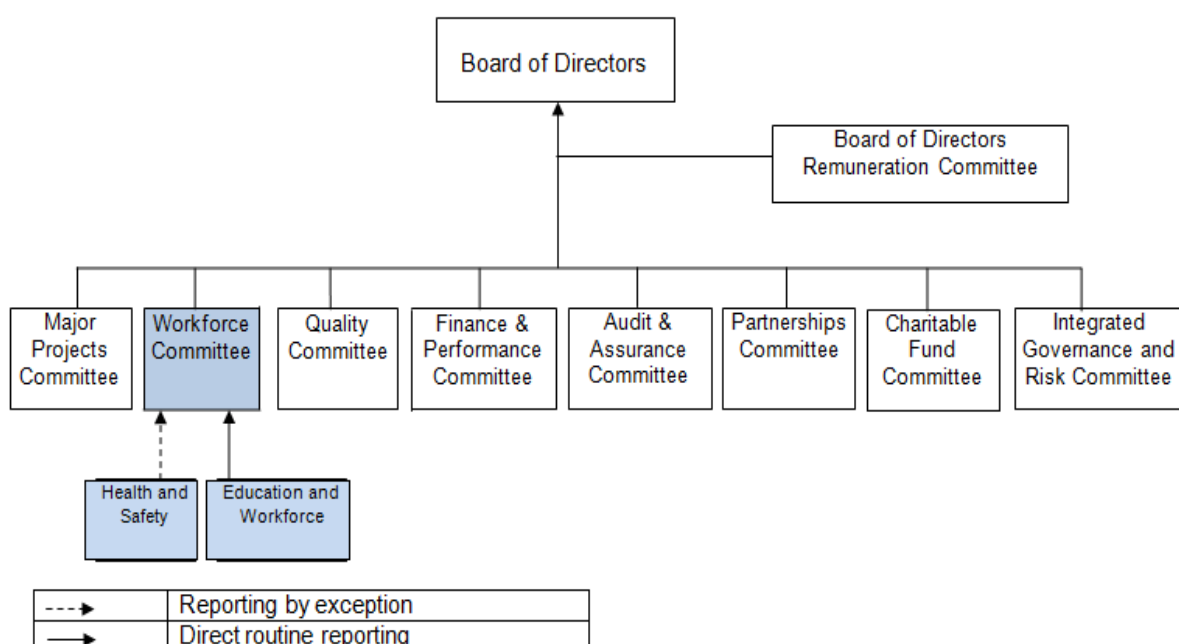 Board of Directors
Board of Directors
Remuneration Committee
Major
Projects
Committee
Workforce
Committee
Quality
Committee
Finance &
Performance
Committee
Audit &
Assurance
Committee
Partnerships
Committee
Charitable
Fund
Committee
Integrated
Governance and
Risk Committee
Health and
Safety
Education and
Workforce
Reporting by exception
Direct routine reporting